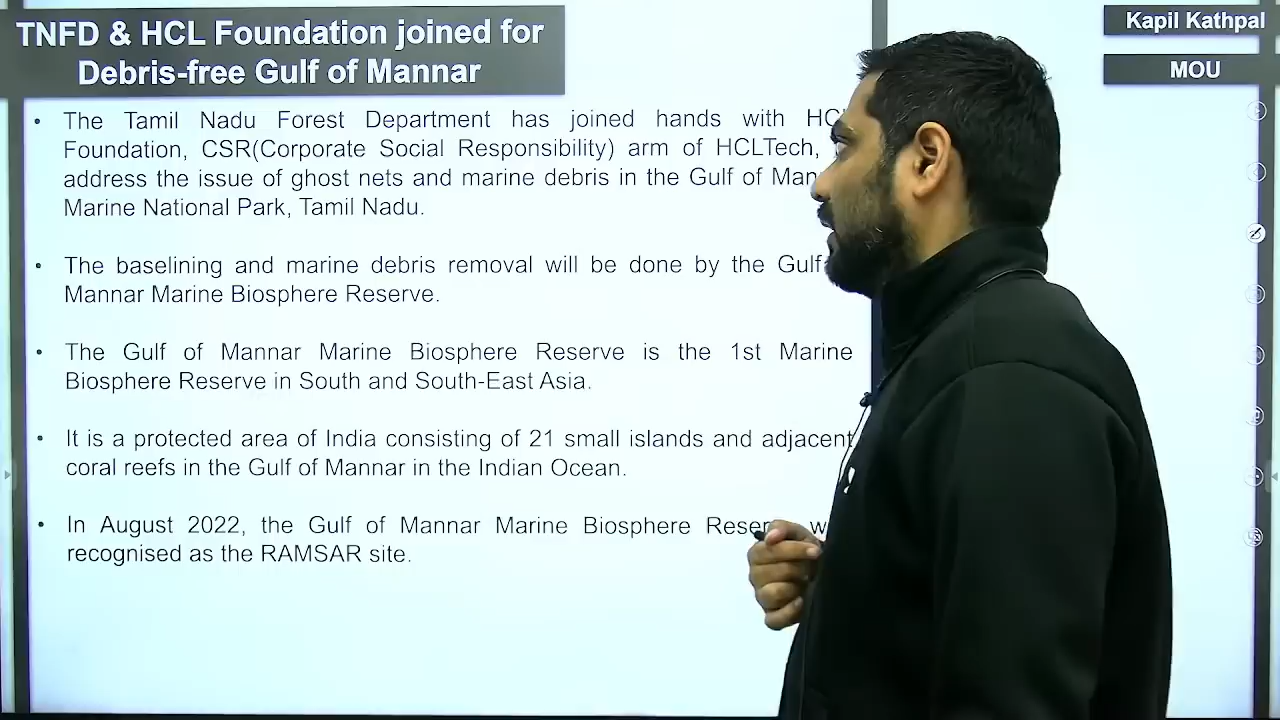 TNFD & HCL Foundation joined for
Debris-free Gulf of Mannar
Kapil Kathpal
MOU
• The Tamil Nadu Forest Department has joined hands with
Foundation, CSR(Corporate Social Responsibility) arm of HCLTech,
address the issue of ghost nets and marine debris in the Gulf of
Marine National Park, Tamil Nadu.
• The baselining and marine debris removal will be done by the Gulf
Mannar Marine Biosphere Reserve.
• The Gulf of Mannar Marine Biosphere Reserve is the 1st Marine
Biosphere Reserve in South and South-East Asia.
• It is a protected area of India consisting of 21 small islands and adjacent
coral reefs in the Gulf of Mannar in the Indian Ocean.
• In August 2022, the Gulf of Mannar Marine Biosphere
recognised as the RAMSAR site.